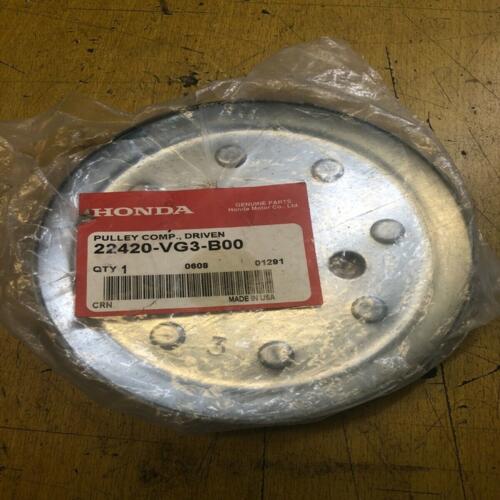 HONDA
GENUINE PARTS
Honda Motor Co., Ltd.
PULLEY COMP., DRIVEN
22420-VG3-B00
QTY 1 0608 01291
CRN MADE IN USA
3